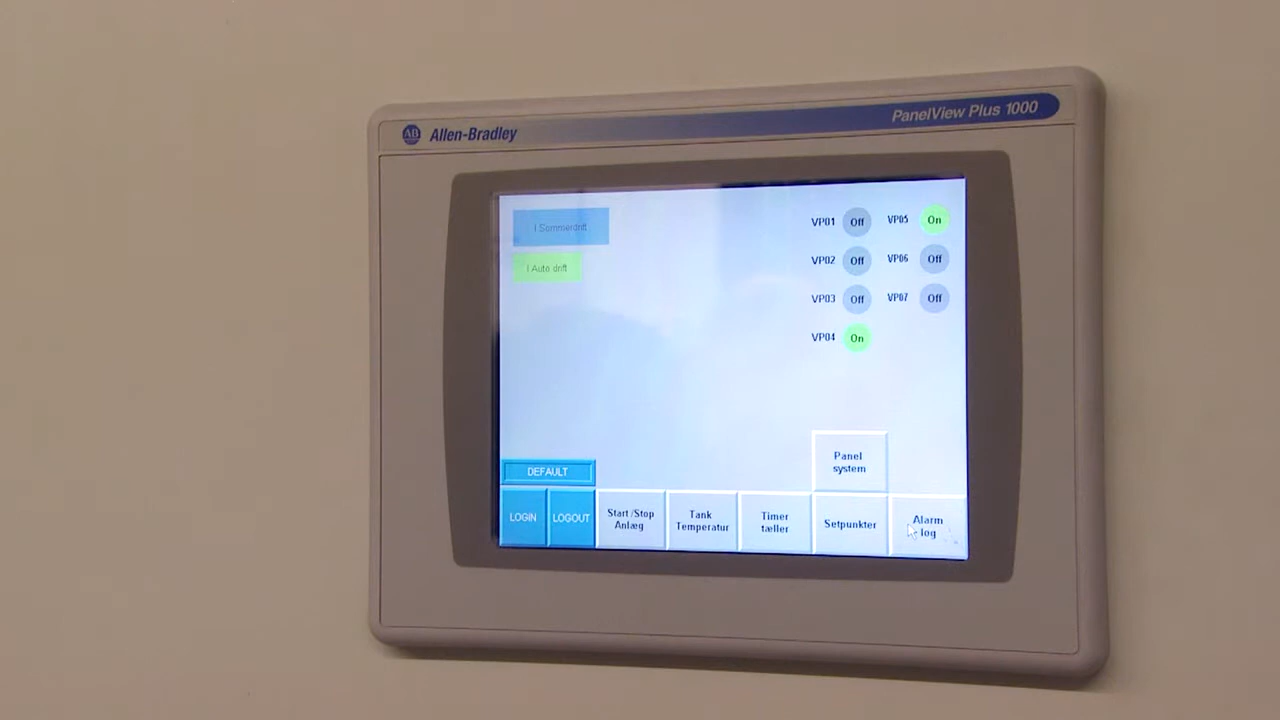 AB Allen-Bradley
PanelView Plus 1000
I Sommerdrift
I Auto drift
VP01 Off
VP05 On
VP02 Off
VP06 Off
VP03 Off
VP07 Off
VP04 On
Panel
system
DEFAULT
LOGIN
LOGOUT
Start /Stop
Anlæg
Tank
Temperatur
Timer
tæller
Setpunkter
Alarm
log